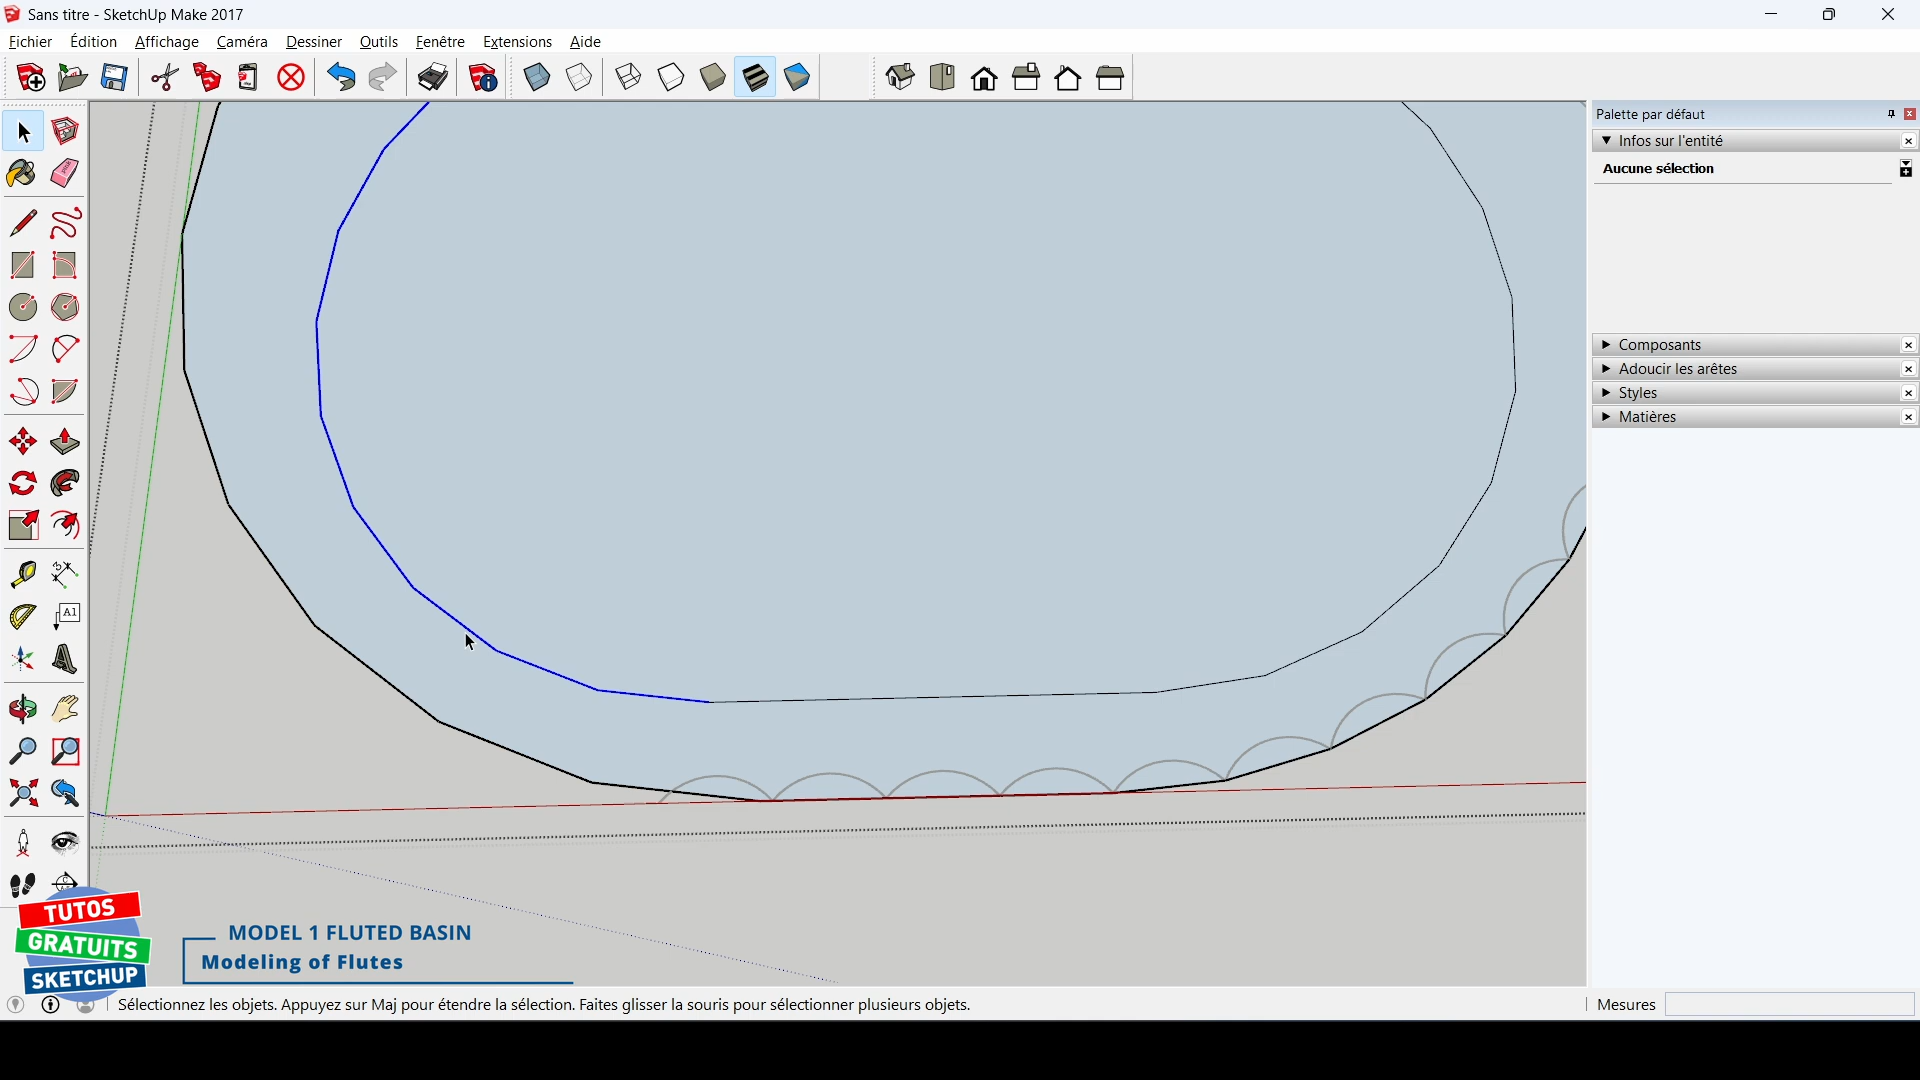 Sans titre - SketchUp Make 2017
Fichier Édition Affichage Caméra Dessiner Outils Fenêtre Extensions Aide
Palette par défaut
Infos sur l'entité
Aucune sélection
Composants
Adoucir les arêtes
Styles
Matières
A1
TUTOS
GRATUITS
SKETCHUP
MODEL 1 FLUTED BASIN
Modeling of Flutes
Sélectionnez les objets. Appuyez sur Maj pour étendre la sélection. Faites glisser la souris pour sélectionner plusieurs objets.
Mesures